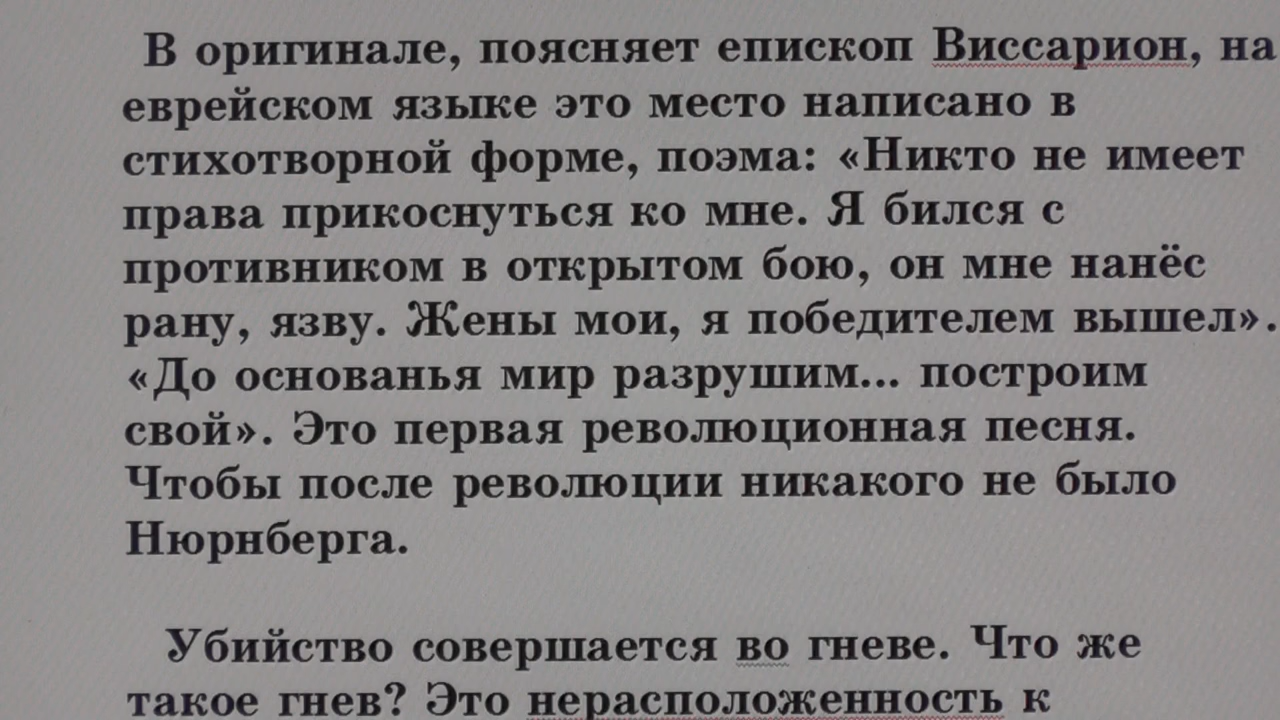 В оригинале, поясняет епископ Виссарион, на
еврейском языке это место написано в
стихотворной форме, поэма: «Никто не имеет
права прикоснуться ко мне. Я бился с
противником в открытом бою, он мне нанёс
рану, язву. Жены мои, я победителем вышел».
«До основанья мир разрушим... построим
свой». Это первая революционная песня.
Чтобы после революции никакого не было
Нюрнберга.
Убийство совершается во гневе. Что же
такое гнев? Это нерасположенность к